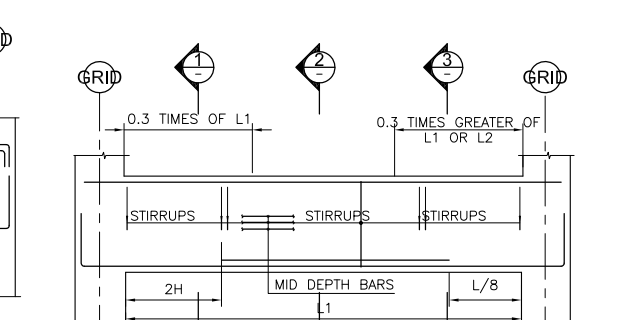 GRID
1
-
2
-
3
-
GRID
0.3 TIMES OF L1
0.3 TIMES GREATER OF
L1 OR L2
STIRRUPS
STIRRUPS
STIRRUPS
2H
MID DEPTH BARS
L/8
L1